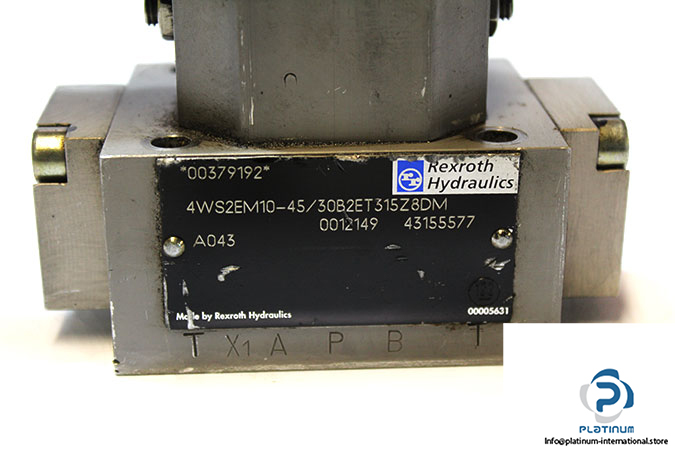 *00379192*
Rexroth
Hydraulics
4WS2EM10-45/30B2ET315Z8DM
0012149 43155577
A043
Made by Rexroth Hydraulics
00005631
T X1 A P B T
PLATINUM
Info@platinum-international.store